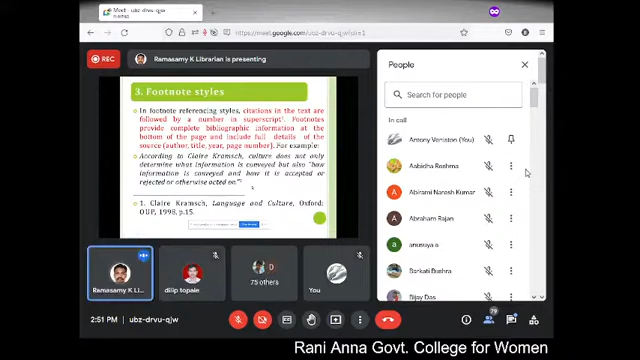 Meet - ubz-drvu-qjw
https://meet.google.com/ubz-drvu-qjw?pli=1
REC
Ramasamy K Librarian is presenting
3. Footnote styles
In footnote referencing styles, citations in the text are
followed by a number in superscript¹. Footnotes
provide complete bibliographic information at the
bottom of the page and include full details of
the source (author, title, year, page number). For example:
According to Claire Kramsch, culture does not only
determine what information is conveyed but also "how
information is conveyed and how it is accepted or
rejected or otherwise acted on"¹
1. Claire Kramsch, Language and Culture, Oxford:
OUP, 1998, p.15.
Ramasamy K Li...
dilip topale
D
75 others
You
People
Search for people
In call
Antony Veniston (You)
Aabidha Reshma
A
Abirami Naresh Kumar
A
Abraham Rajan
a
anusuya a
Barkati Bushra
Bijay Das
2:51 PM
ubz-drvu-qjw
79
Rani Anna Govt. College for Women